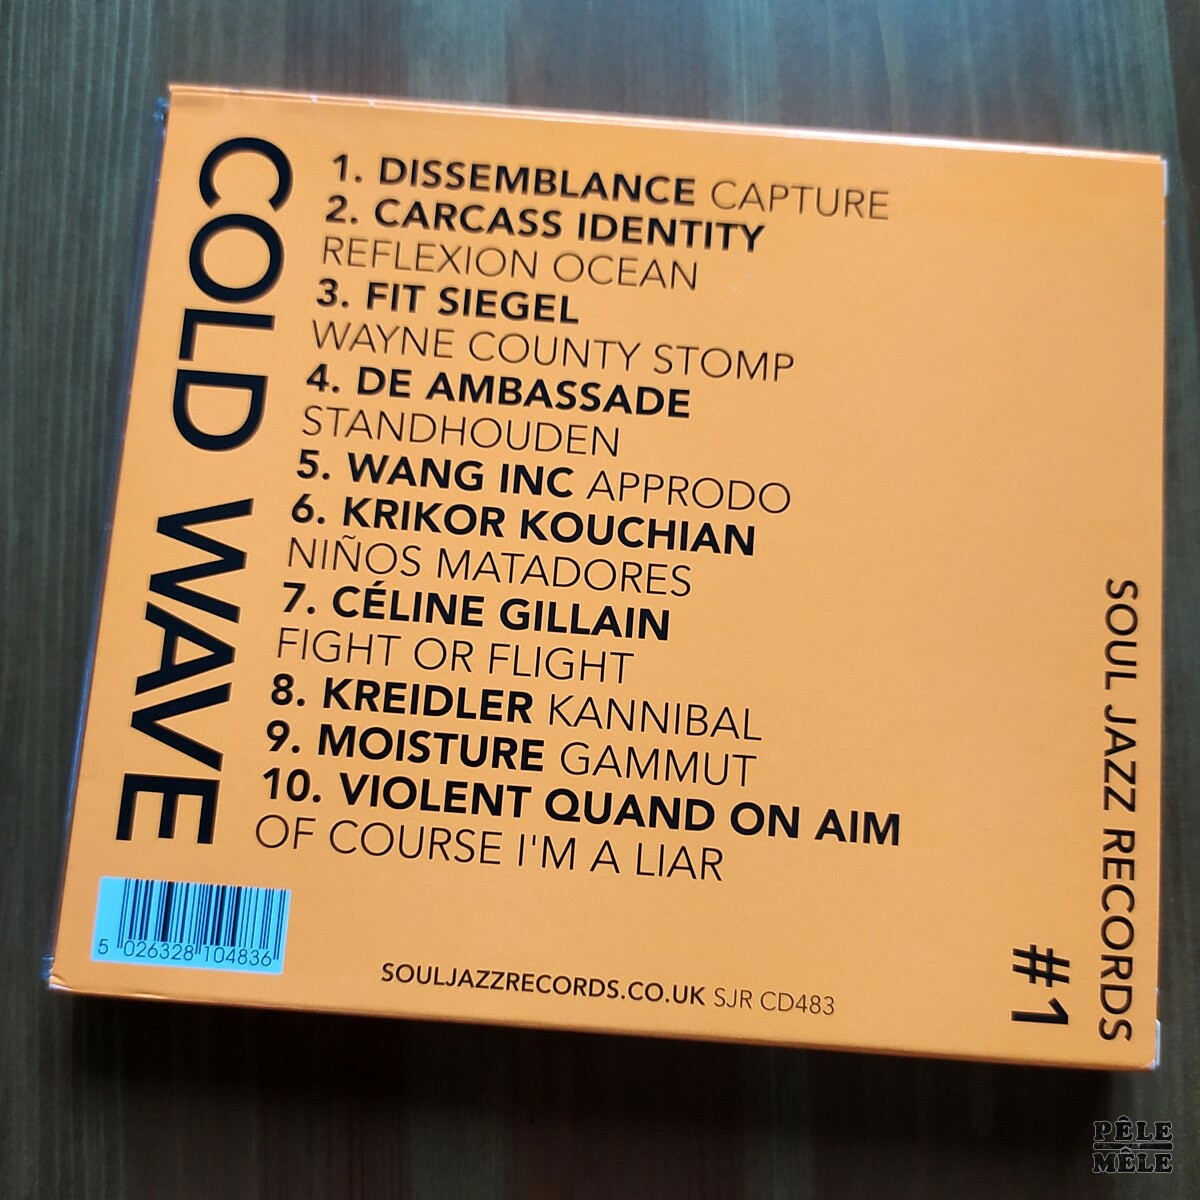 COLD WAVE
1. DISSEMBLANCE CAPTURE
2. CARCASS IDENTITY
REFLEXION OCEAN
3. FIT SIEGEL
WAYNE COUNTY STOMP
4. DE AMBASSADE
STANDHOUDEN
5. WANG INC APPRODO
6. KRIKOR KOUCHIAN
NIÑOS MATADORES
7. CÉLINE GILLAIN
FIGHT OR FLIGHT
8. KREIDLER KANNIBAL
9. MOISTURE GAMMUT
10. VIOLENT QUAND ON AIM
OF COURSE I'M A LIAR
SOUL JAZZ RECORDS
#1
5 026328 104836
SOULJAZZRECORDS.CO.UK SJR CD483
PÊLE
MÊLE